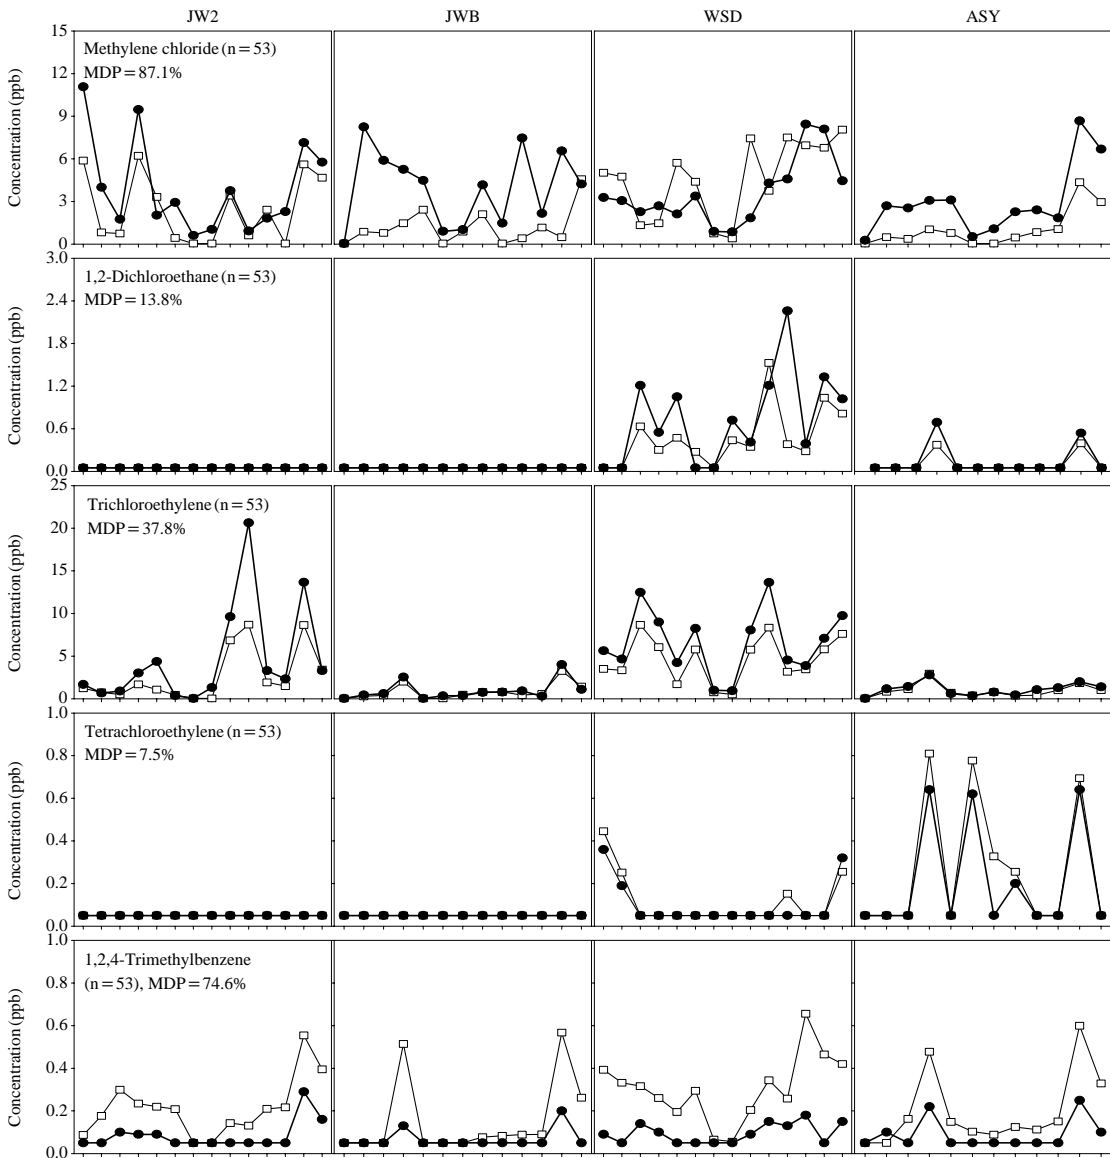 JW2 JWB WSD ASY
Concentration (ppb)
15
12
9
6
3
0
Methylene chloride (n = 53)
MDP = 87.1%
Concentration (ppb)
3.0
2.4
1.8
1.2
0.6
0.0
1,2-Dichloroethane (n = 53)
MDP = 13.8%
Concentration (ppb)
25
20
15
10
5
0
Trichloroethylene (n = 53)
MDP = 37.8%
Concentration (ppb)
1.0
0.8
0.6
0.4
0.2
0.0
Tetrachloroethylene (n = 53)
MDP = 7.5%
Concentration (ppb)
1.0
0.8
0.6
0.4
0.2
0.0
1,2,4-Trimethylbenzene
(n = 53), MDP = 74.6%